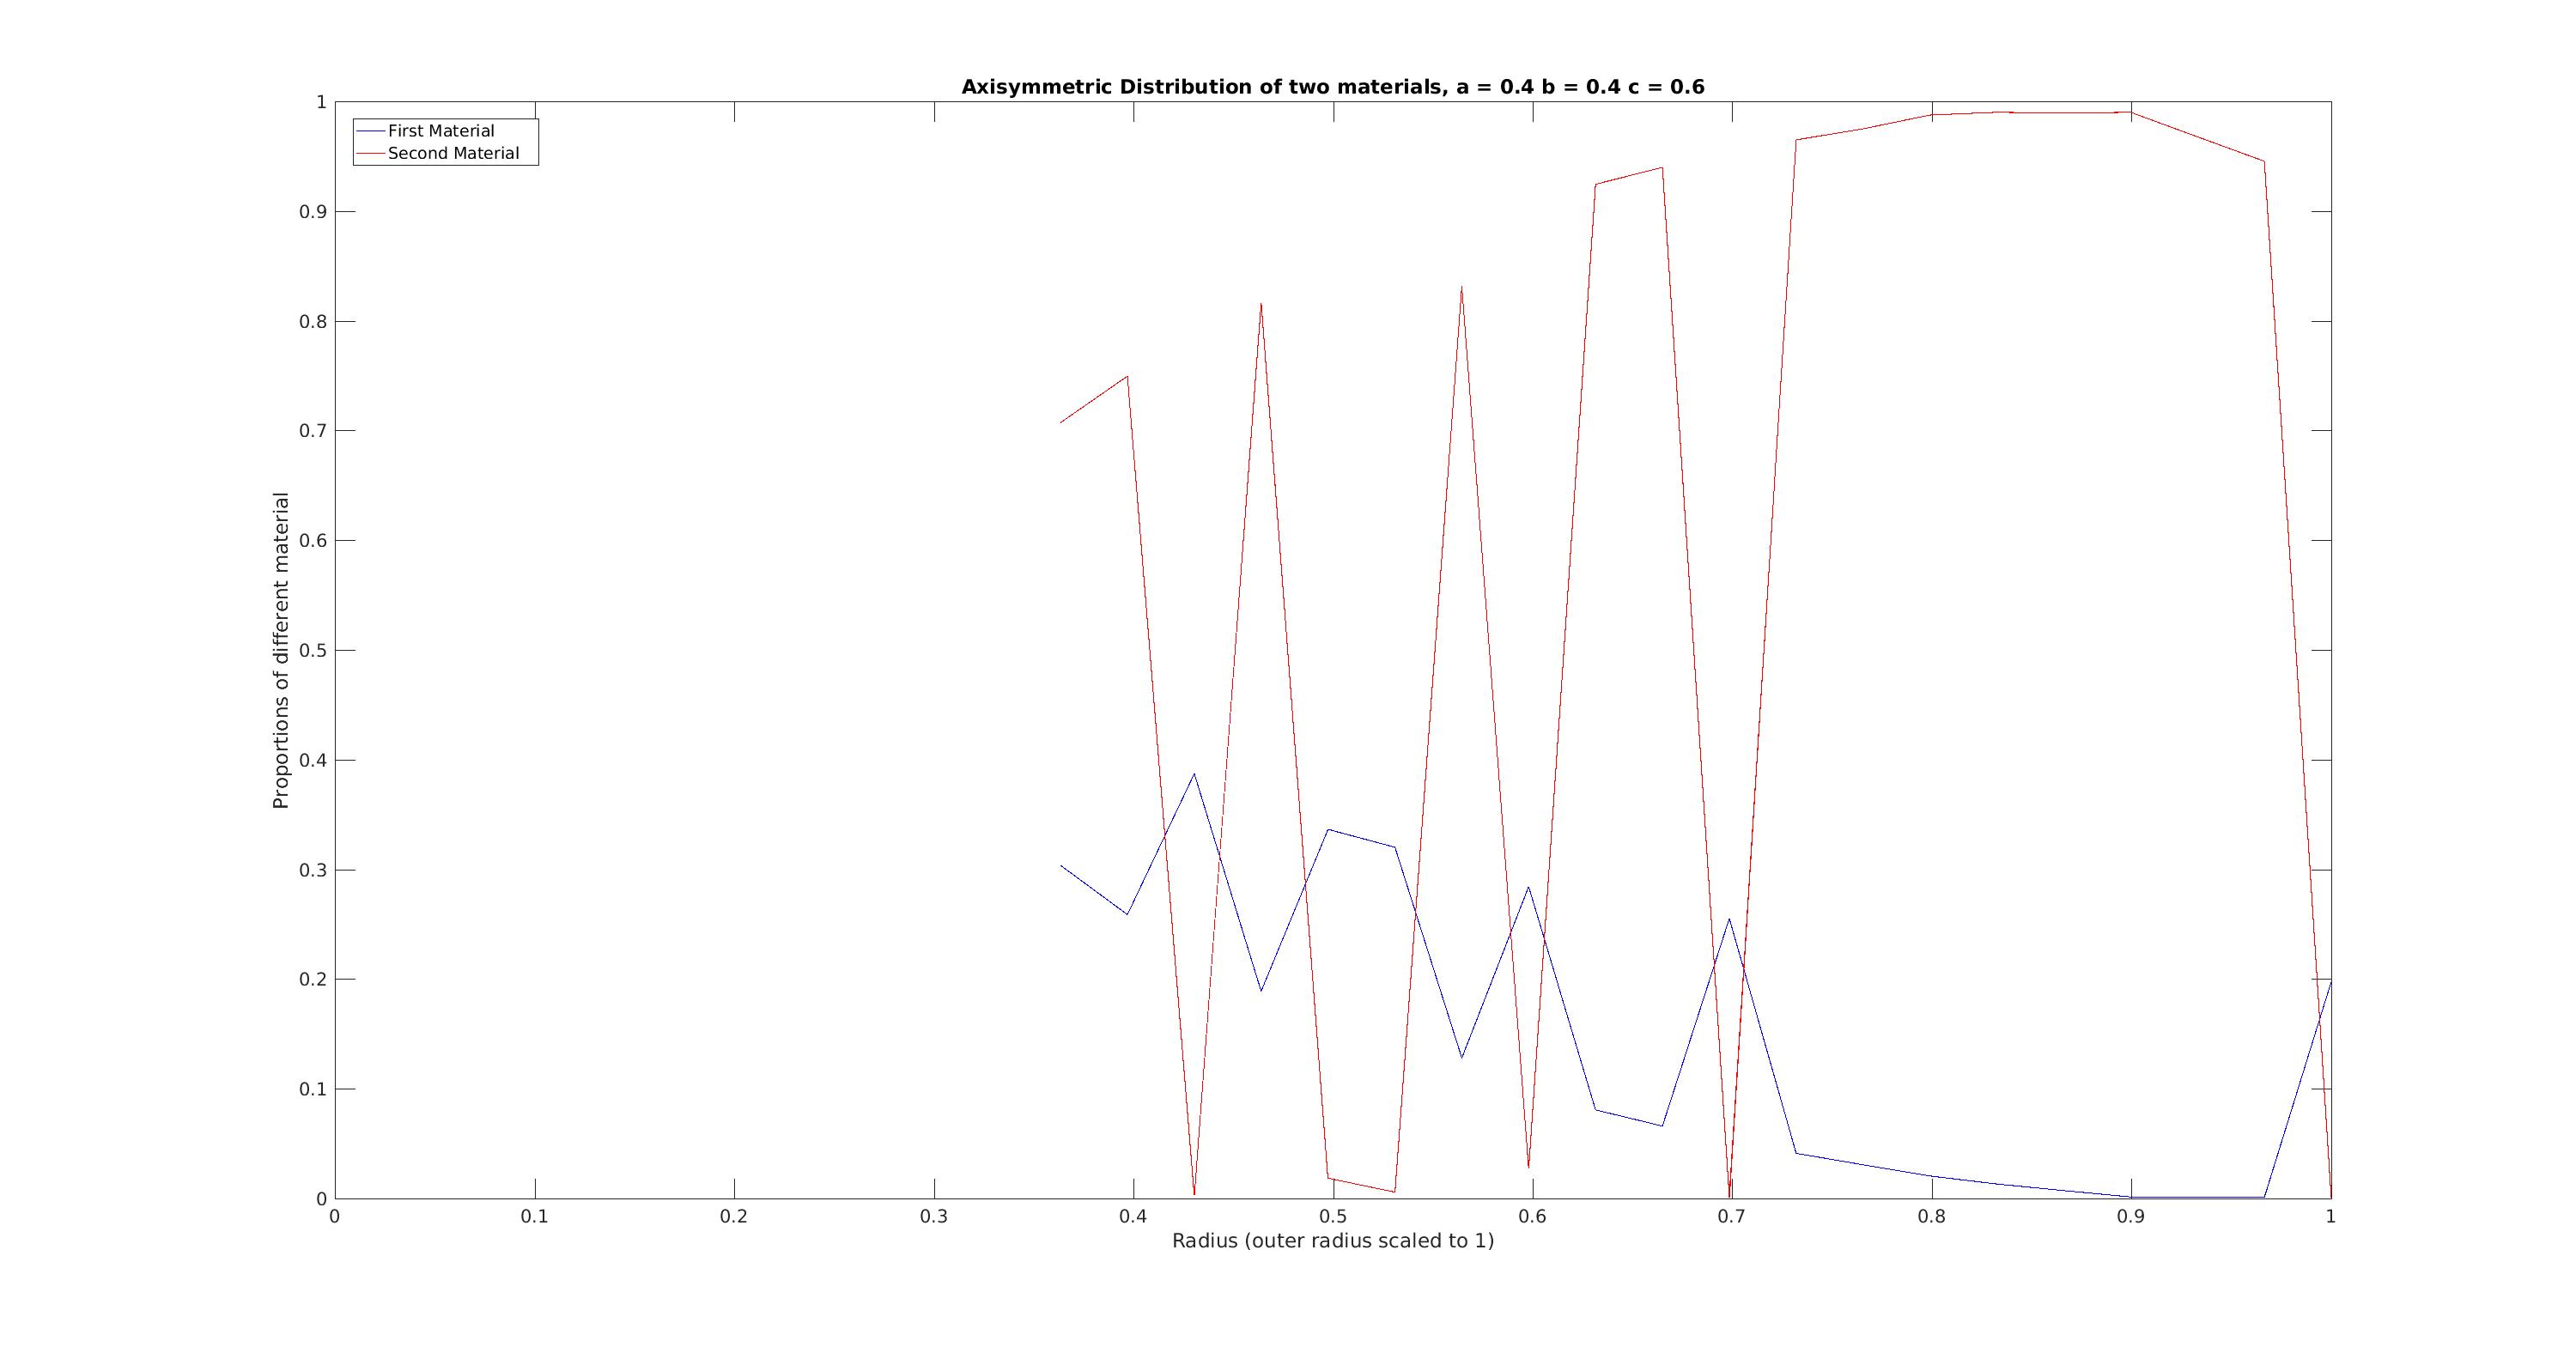 Axisymmetric Distribution of two materials, a = 0.4 b = 0.4 c = 0.6
First Material
Second Material
1
0.9
0.8
0.7
0.6
0.5
0.4
0.3
0.2
0.1
0
Proportions of different material
0 0.1 0.2 0.3 0.4 0.5 0.6 0.7 0.8 0.9 1
Radius (outer radius scaled to 1)